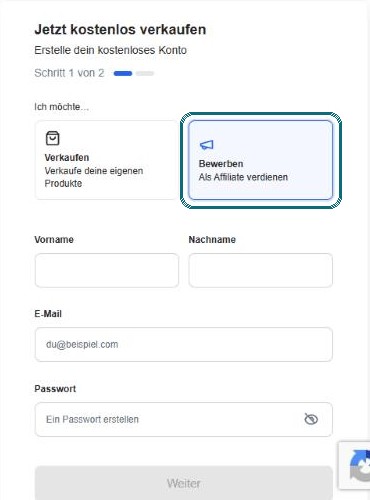 Jetzt kostenlos verkaufen
Erstelle dein kostenloses Konto
Schritt 1 von 2
Ich möchte...
Verkaufen
Verkaufe deine eigenen
Produkte
Bewerben
Als Affiliate verdienen
Vorname
Nachname
E-Mail
du@beispiel.com
Passwort
Ein Passwort erstellen
Weiter